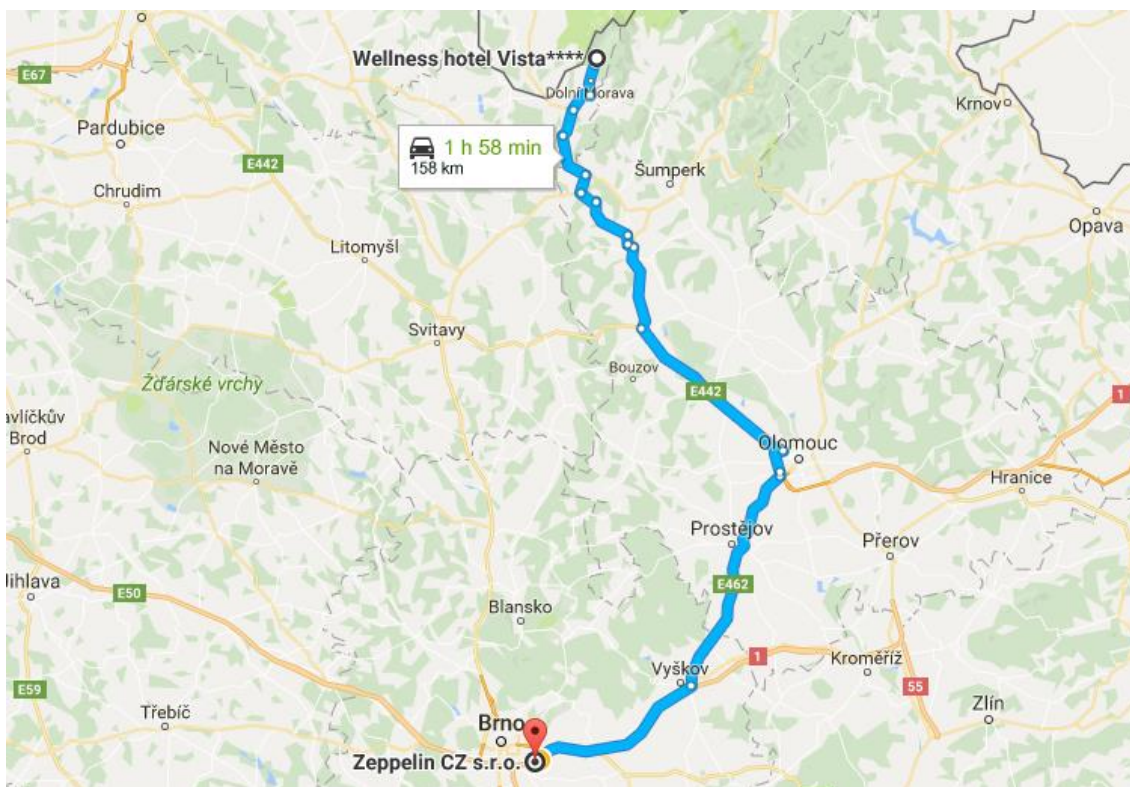 Wellness hotel Vista****
E67
Dolní Morava
Krnov
Pardubice
1 h 58 min
158 km
E442
Šumperk
Chrudim
Opava
Litomyšl
Svitavy
Bouzov
Žďárské vrchy
E442
1
avlíčkův
Brod
Nové Město
na Moravě
Olomouc
Hranice
Prostějov
Přerov
Jihlava
E50
E462
Blansko
Vyškov
1
Kroměříž
E59
55
Třebíč
Brno
Zlín
Zeppelin CZ s.r.o.